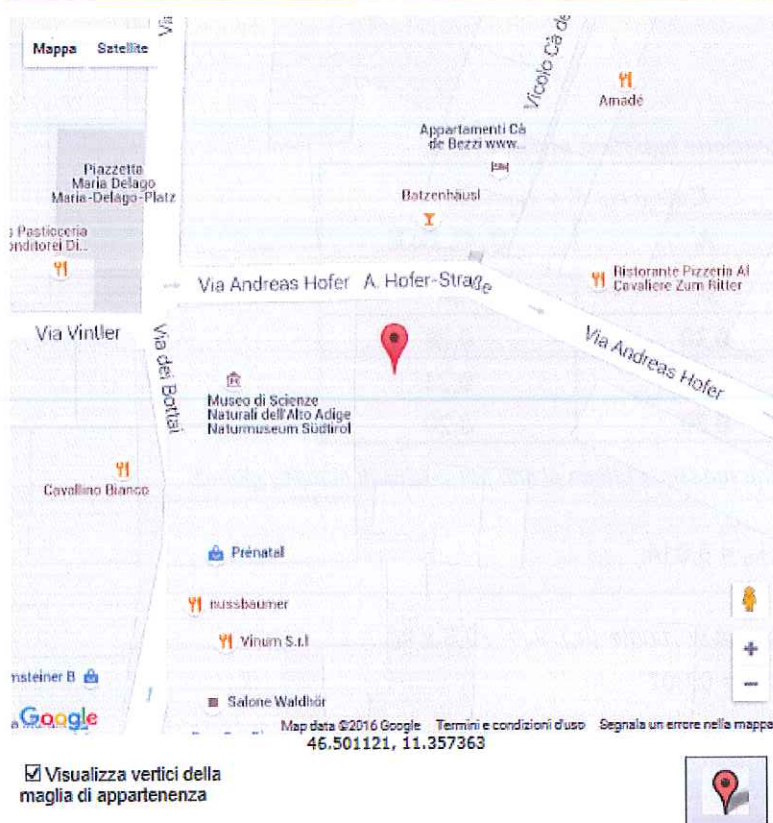 Via
Mappa Satellite
Vicolo Cà de
Amadé
Appartamenti Cà
de Bezzi www...
Piazzetta
Maria Delago
Maria-Delago-Platz
Batzenhäusl
s Pasticceria
onditorei Di...
Via Andreas Hofer A. Hofer-Straße
Ristorante Pizzeria Al
Cavaliere Zum Ritter
Via Vintler
Via dei Bottai
Via Andreas Hofer
Museo di Scienze
Naturali dell'Alto Adige
Naturmuseum Südtirol
Cavallino Bianco
Prénatal
nussbaumer
Vinum S.r.l
nsteiner B
Salone Waldhör
Google
Map data ©2016 Google Termini e condizioni d'uso Segnala un errore nella mappa
46.501121, 11.357363
Visualizza vertici della
maglia di appartenenza